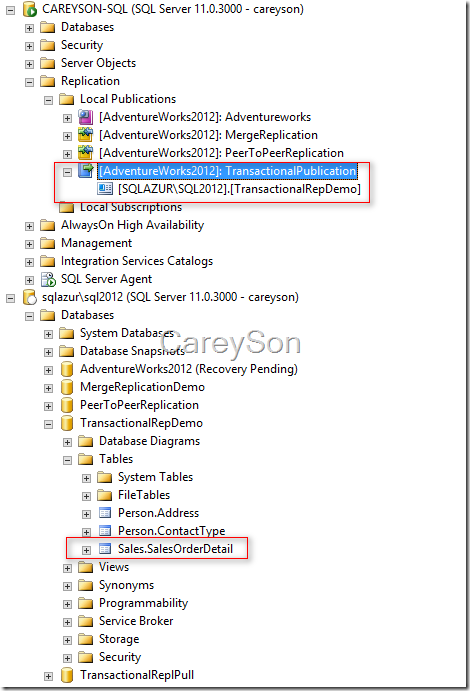 CAREYSON-SQL (SQL Server 11.0.3000 - careyson)
Databases
Security
Server Objects
Replication
Local Publications
[AdventureWorks2012]: Adventureworks
[AdventureWorks2012]: MergeReplication
[AdventureWorks2012]: PeerToPeerReplication
[AdventureWorks2012]: TransactionalPublication
[SQLAZUR\SQL2012].[TransactionalRepDemo]
Local Subscriptions
AlwaysOn High Availability
Management
Integration Services Catalogs
SQL Server Agent
sqlazur\sql2012 (SQL Server 11.0.3000 - careyson)
Databases
System Databases
CareySon
Database Snapshots
AdventureWorks2012 (Recovery Pending)
MergeReplicationDemo
PeerToPeerReplication
TransactionalRepDemo
Database Diagrams
Tables
System Tables
FileTables
Person.Address
Person.ContactType
Sales.SalesOrderDetail
Views
Synonyms
Programmability
Service Broker
Storage
Security
TransactionalReplPull